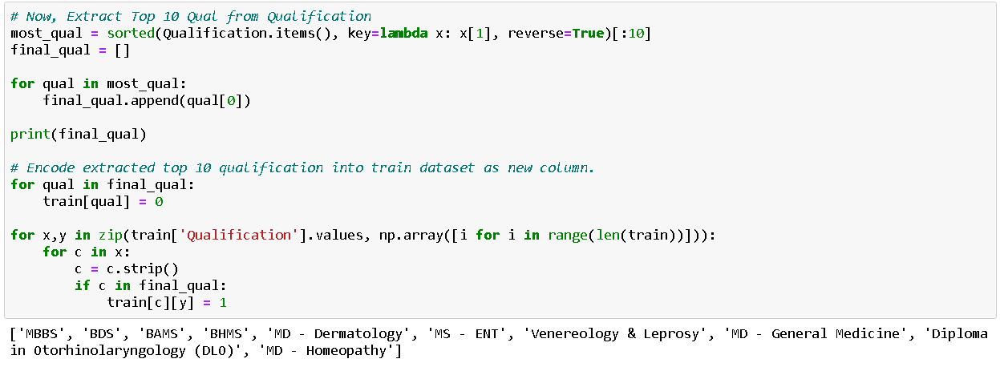 # Now, Extract Top 10 Qual from Qualification
most_qual = sorted(Qualification.items(), key=lambda x: x[1], reverse=True)[:10]
final_qual = []

for qual in most_qual:
    final_qual.append(qual[0])

print(final_qual)

# Encode extracted top 10 qualification into train dataset as new column.
for qual in final_qual:
    train[qual] = 0

for x,y in zip(train['Qualification'].values, np.array([i for i in range(len(train))])):
    for c in x:
        c = c.strip()
        if c in final_qual:
            train[c][y] = 1

['MBBS', 'BDS', 'BAMS', 'BHMS', 'MD - Dermatology', 'MS - ENT', 'Venereology & Leprosy', 'MD - General Medicine', 'Diploma
in Otorhinolaryngology (DLO)', 'MD - Homeopathy']